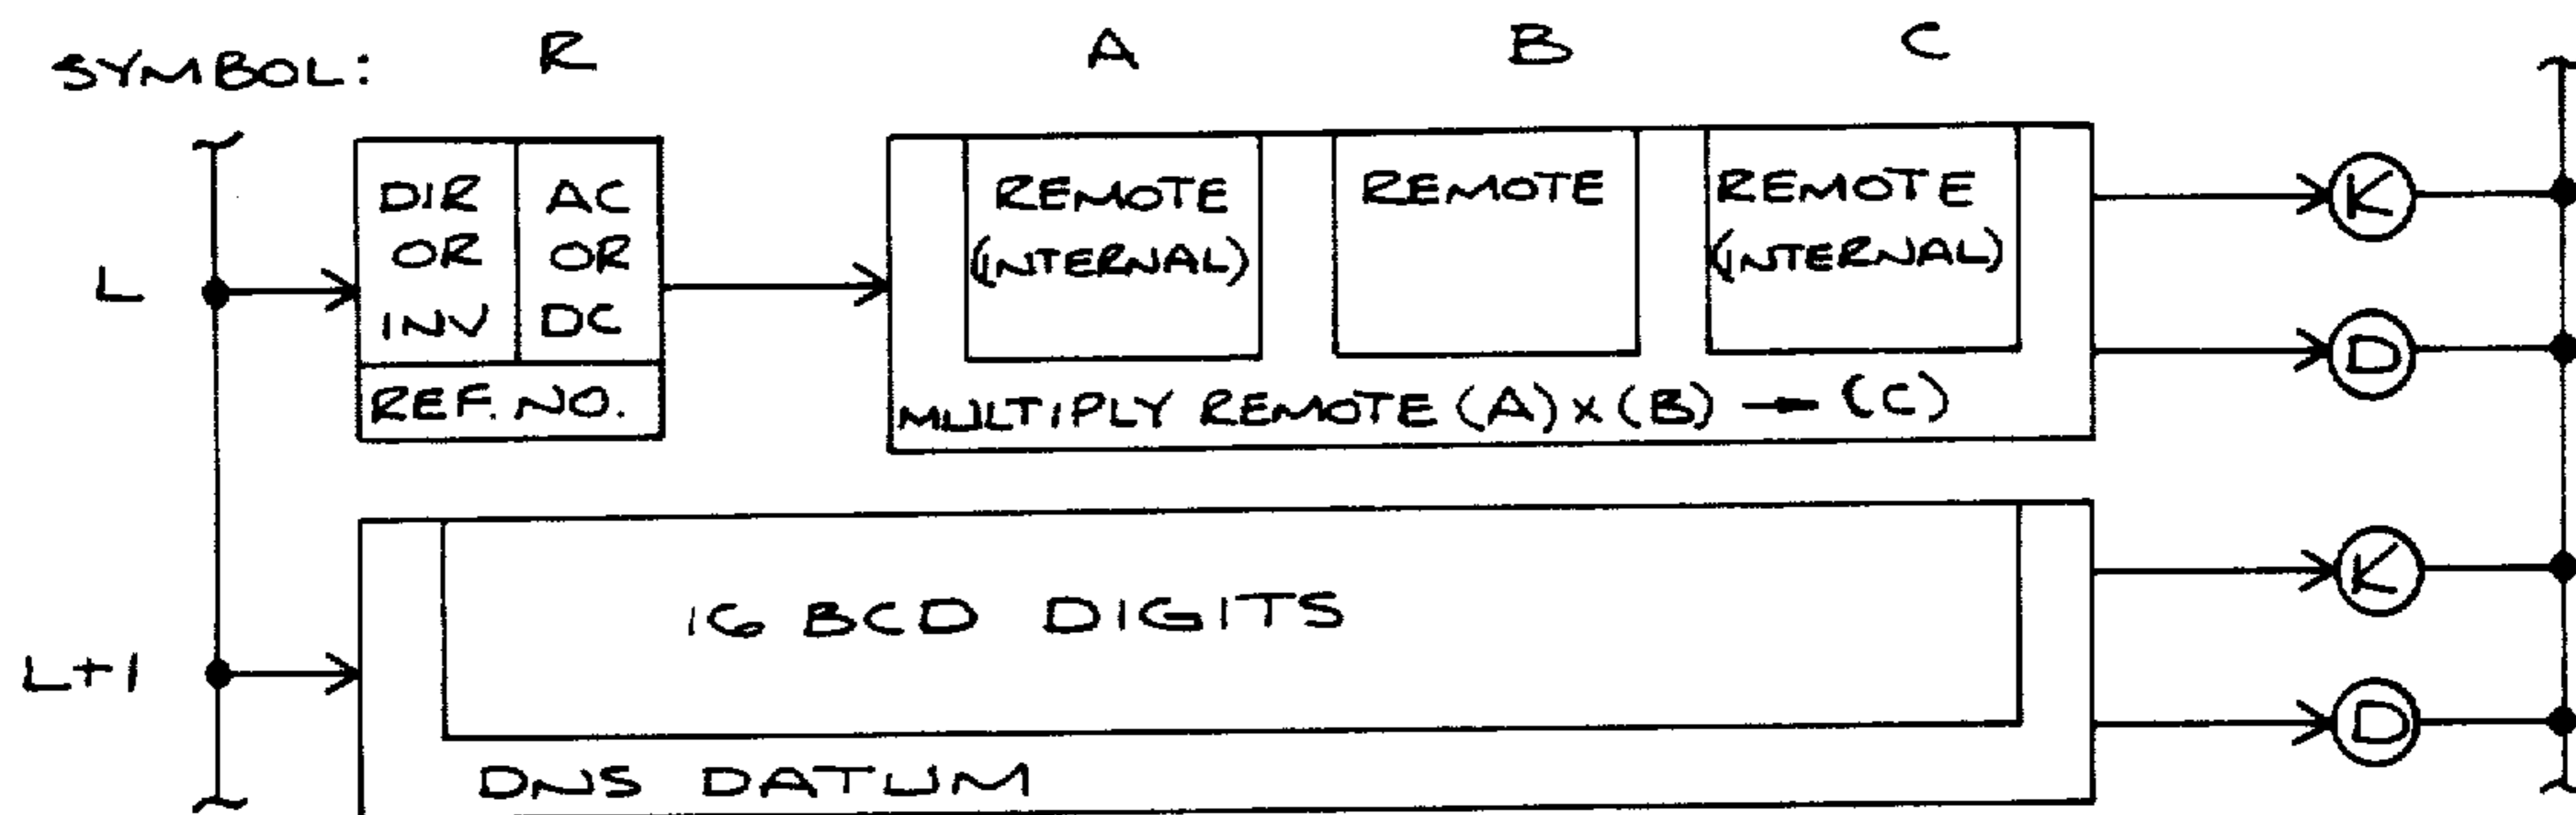 SYMBOL: R A B C
L
DIR
OR
INV
AC
OR
DC
REF. NO.
REMOTE
(INTERNAL)
REMOTE
REMOTE
(INTERNAL)
MULTIPLY REMOTE (A) x (B) → (C)
K
D
L+1
16 BCD DIGITS
DNS DATUM
K
D